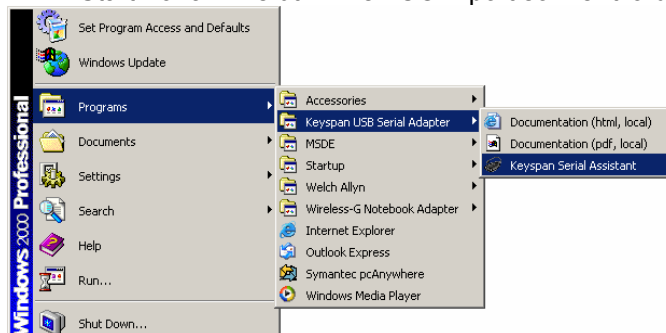 Set Program Access and Defaults
Windows Update
Programs
Documents
Settings
Search
Help
Run...
Shut Down...
Windows 2000 Professional
Accessories
Keyspan USB Serial Adapter
MSDE
Startup
Welch Allyn
Wireless-G Notebook Adapter
Internet Explorer
Outlook Express
Symantec pcAnywhere
Windows Media Player
Documentation (html, local)
Documentation (pdf, local)
Keyspan Serial Assistant